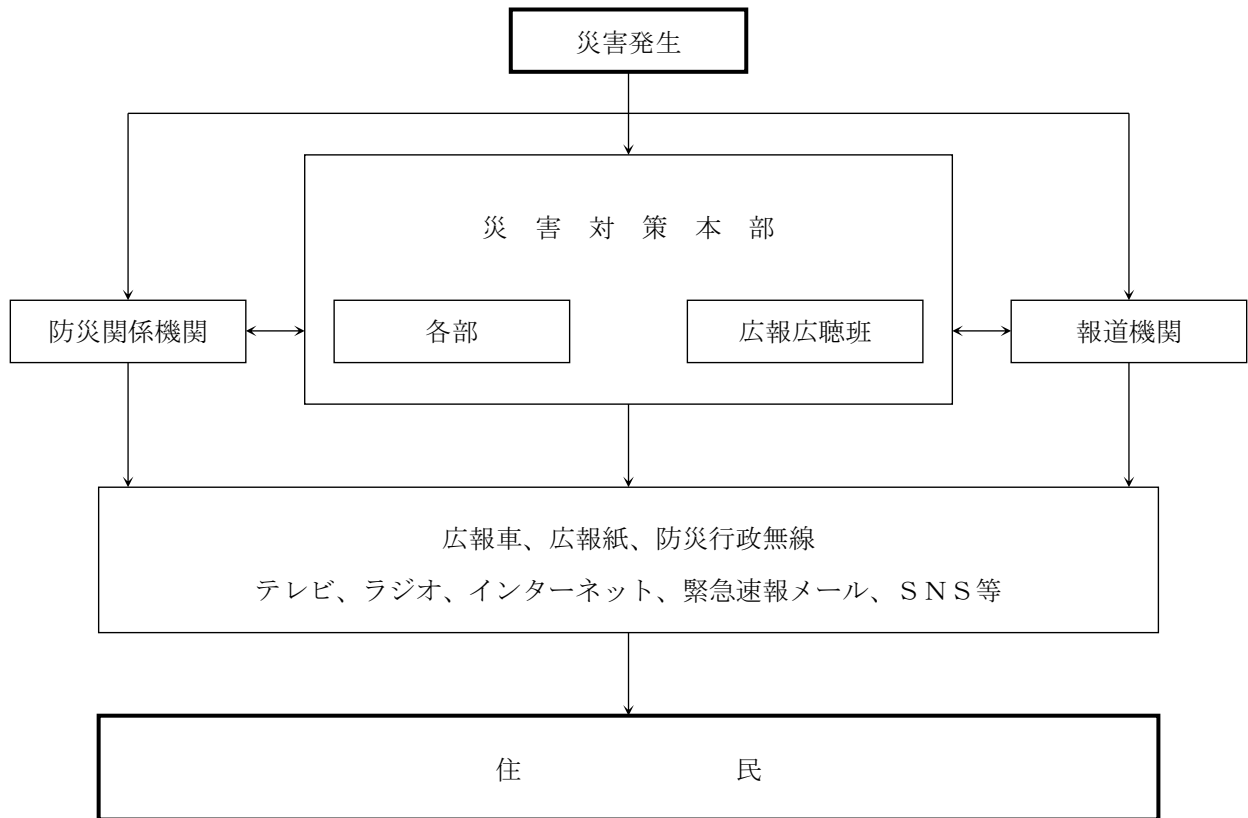 災害発生
災　害　対　策　本　部
防災関係機関
各部
広報広聴班
報道機関
広報車、広報紙、防災行政無線
テレビ、ラジオ、インターネット、緊急速報メール、ＳＮＳ等
住　　　　　　　　民